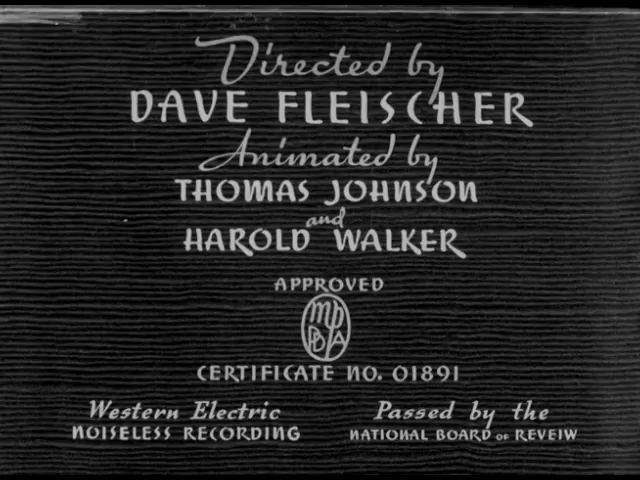 Directed by
DAVE FLEISCHER
Animated by
THOMAS JOHNSON
and
HAROLD WALKER
APPROVED
MPPDA
CERTIFICATE NO. 01891
Western Electric
NOISELESS RECORDING
Passed by the
NATIONAL BOARD OF REVEIW